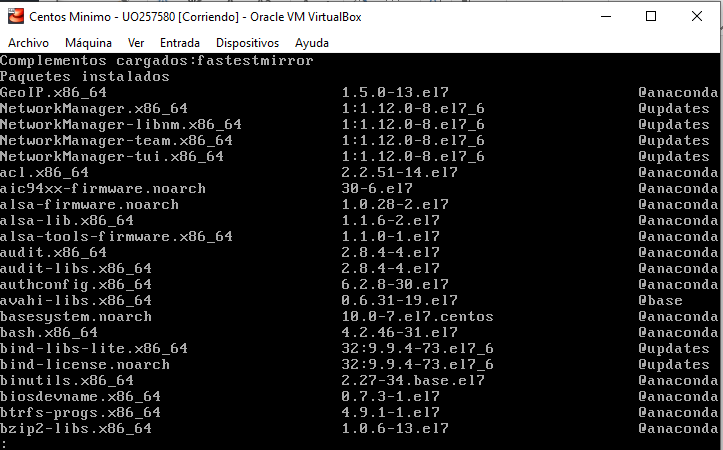 Centos Minimo - UO257580 [Corriendo] - Oracle VM VirtualBox
Archivo Máquina Ver Entrada Dispositivos Ayuda
Complementos cargados:fastestmirror
Paquetes instalados
GeoIP.x86_64 1.5.0-13.el7 @anaconda
NetworkManager.x86_64 1:1.12.0-8.el7_6 @updates
NetworkManager-libnm.x86_64 1:1.12.0-8.el7_6 @updates
NetworkManager-team.x86_64 1:1.12.0-8.el7_6 @updates
NetworkManager-tui.x86_64 1:1.12.0-8.el7_6 @updates
acl.x86_64 2.2.51-14.el7 @anaconda
aic94xx-firmware.noarch 30-6.el7 @anaconda
alsa-firmware.noarch 1.0.28-2.el7 @anaconda
alsa-lib.x86_64 1.1.6-2.el7 @anaconda
alsa-tools-firmware.x86_64 1.1.0-1.el7 @anaconda
audit.x86_64 2.8.4-4.el7 @anaconda
audit-libs.x86_64 2.8.4-4.el7 @anaconda
authconfig.x86_64 6.2.8-30.el7 @anaconda
avahi-libs.x86_64 0.6.31-19.el7 @base
basesystem.noarch 10.0-7.el7.centos @anaconda
bash.x86_64 4.2.46-31.el7 @anaconda
bind-libs-lite.x86_64 32:9.9.4-73.el7_6 @updates
bind-license.noarch 32:9.9.4-73.el7_6 @updates
binutils.x86_64 2.27-34.base.el7 @anaconda
biosdevname.x86_64 0.7.3-1.el7 @anaconda
btrfs-progs.x86_64 4.9.1-1.el7 @anaconda
bzip2-libs.x86_64 1.0.6-13.el7 @anaconda
: